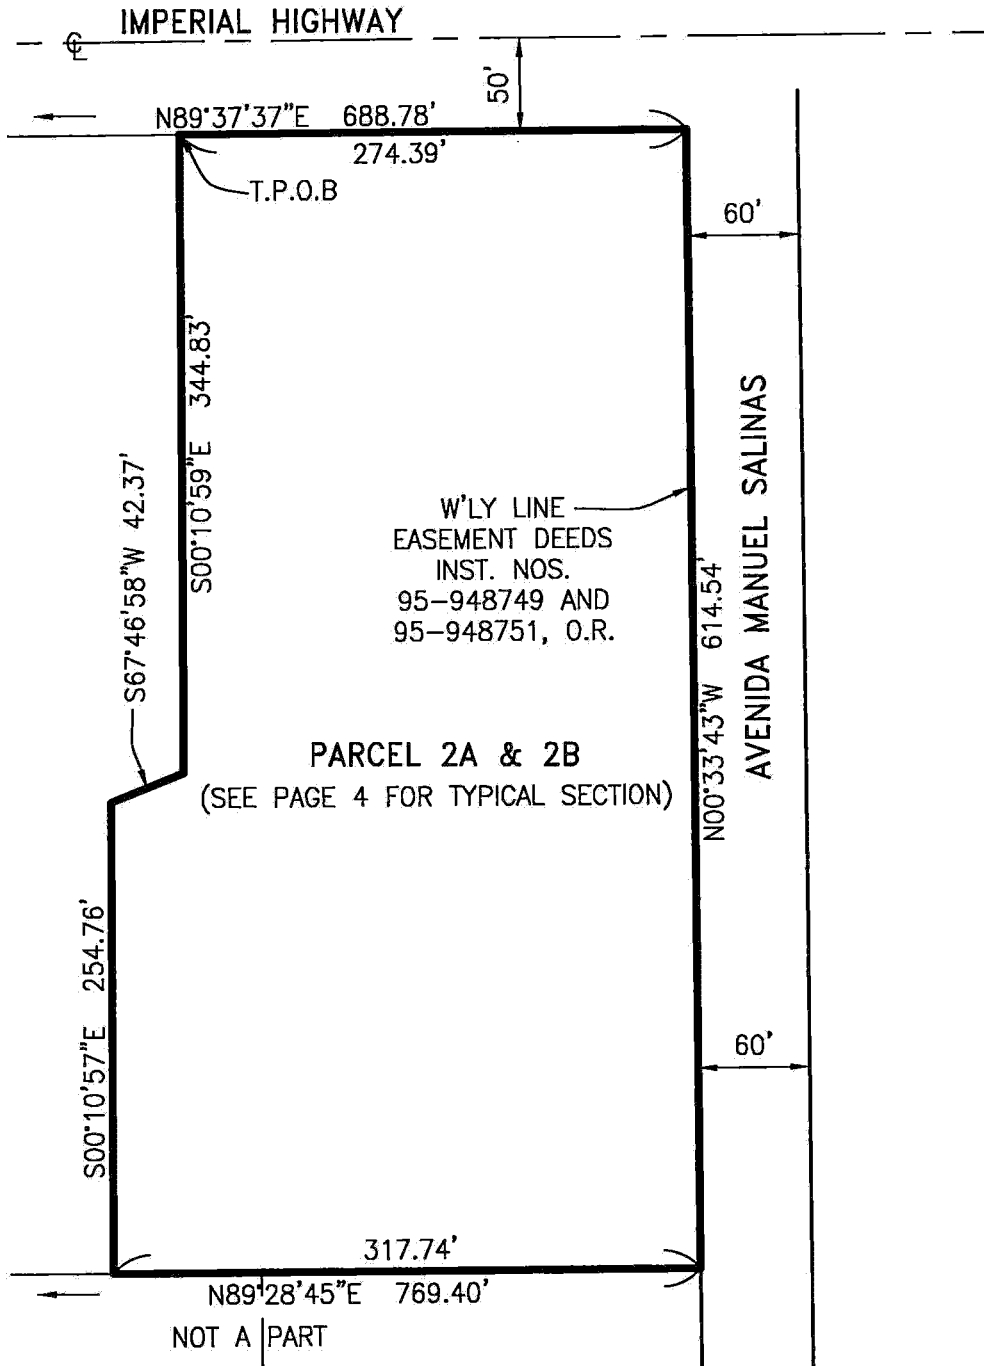 IMPERIAL HIGHWAY
℄
50'
N89°37'37"E 688.78'
274.39'
T.P.O.B
60'
S00°10'59"E 344.83'
S67°46'58"W 42.37'
W'LY LINE
EASEMENT DEEDS
INST. NOS.
95-948749 AND
95-948751, O.R.
N00°33'43"W 614.54'
AVENIDA MANUEL SALINAS
PARCEL 2A & 2B
(SEE PAGE 4 FOR TYPICAL SECTION)
S00°10'57"E 254.76'
60'
317.74'
N89°28'45"E 769.40'
NOT A PART